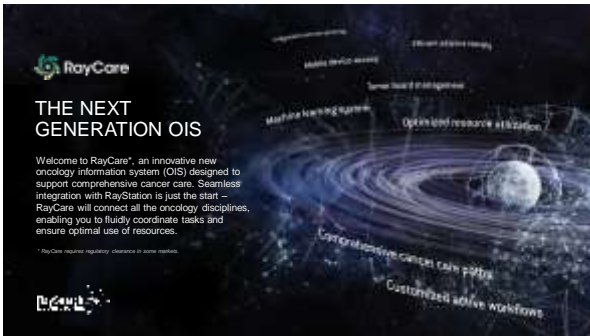 RayCare
THE NEXT
GENERATION OIS
Welcome to RayCare*, an innovative new
oncology information system (OIS) designed to
support comprehensive cancer care. Seamless
integration with RayStation is just the start –
RayCare will connect all the oncology disciplines,
enabling you to fluidly coordinate tasks and
ensure optimal use of resources.
* RayCare requires regulatory clearance in some markets.
Mobile device access
Tumor board management
Machine learning system
Optimized resource utilization
Comprehensive cancer care paths
Customized active workflows